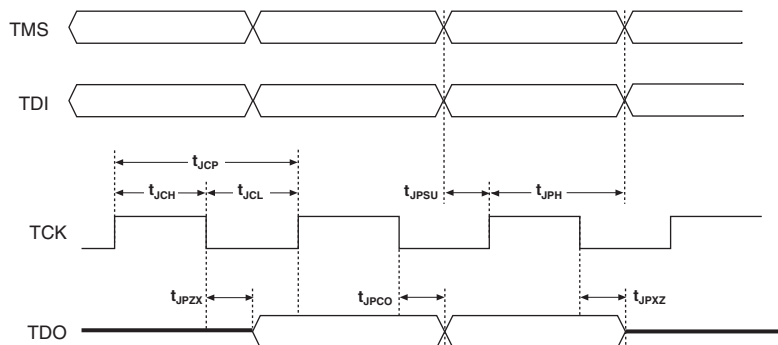 TMS
TDI
tJCP
tJCH tJCL tJPSU tJPH
TCK
tJPZX tJPCO tJPXZ
TDO